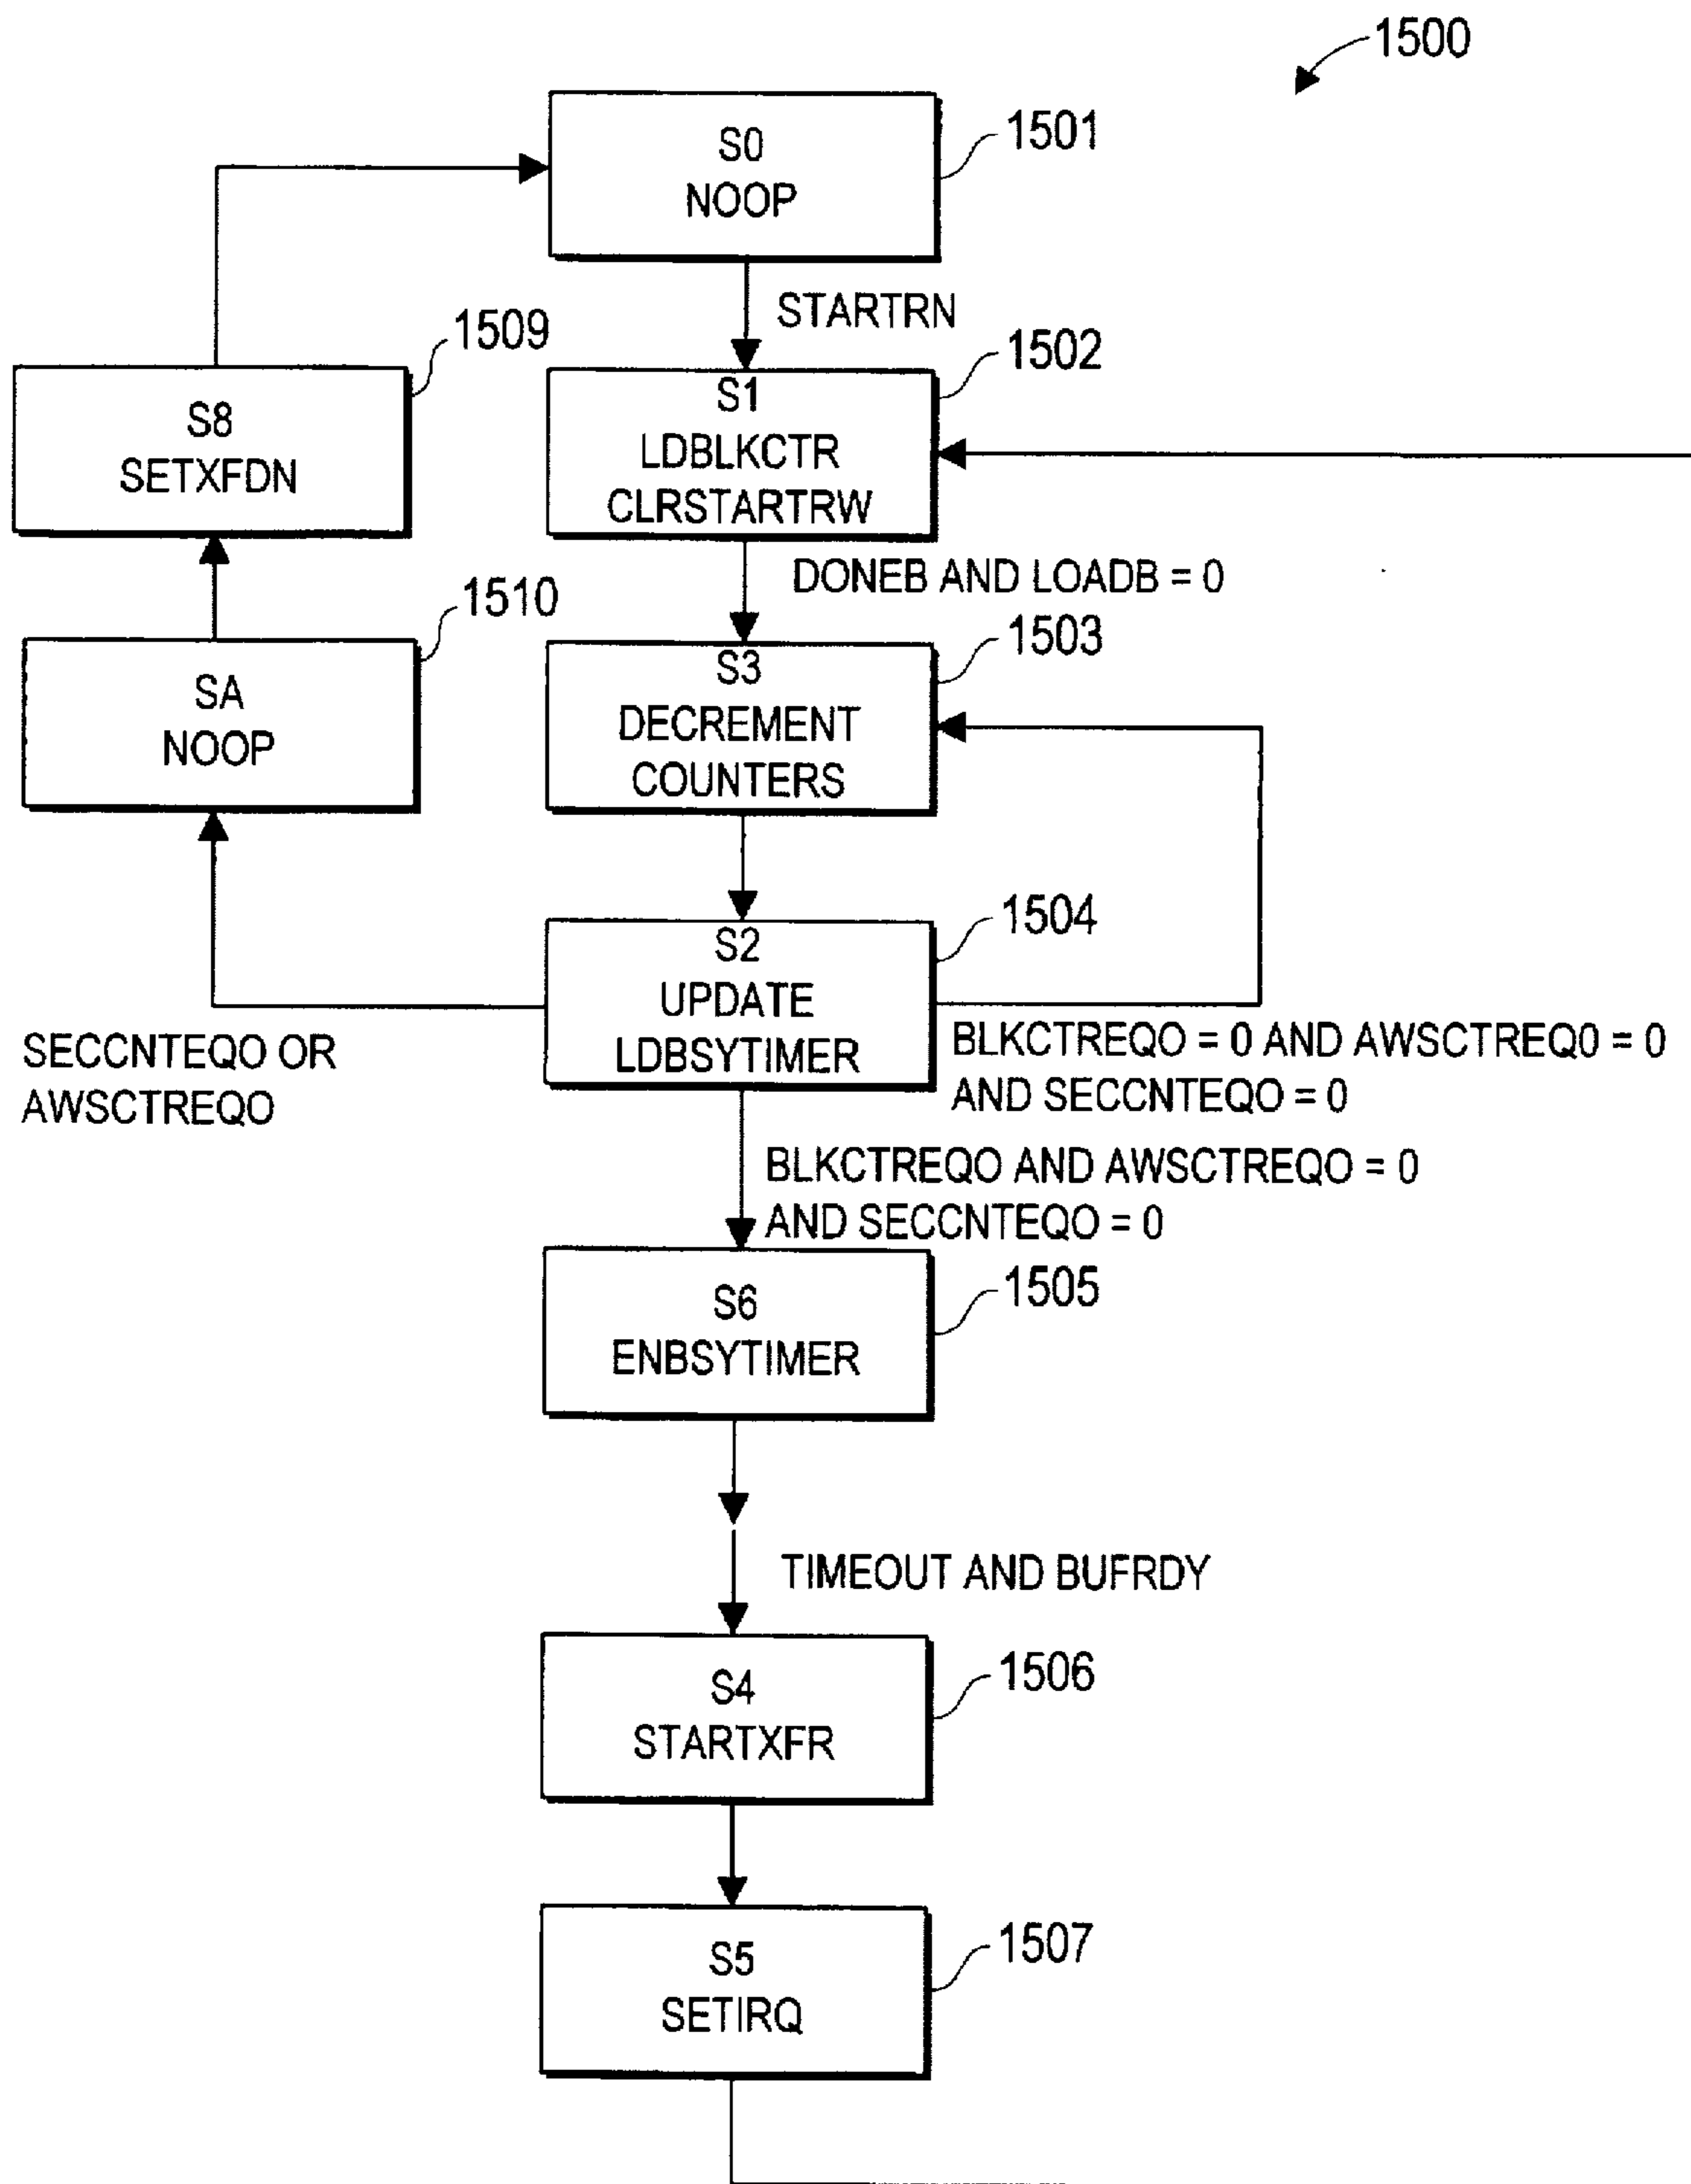 1500
S0
NOOP
1501
STARTRN
1509
S8
SETXFDN
1502
S1
LDBLKCTR
CLRSTARTRW
DONEB AND LOADB = 0
1510
SA
NOOP
1503
S3
DECREMENT
COUNTERS
1504
S2
UPDATE
LDBSYTIMER
SECCNTEQO OR
AWSCTREQO
BLKCTREQO = 0 AND AWSCTREQ0 = 0
AND SECCNTEQO = 0
BLKCTREQO AND AWSCTREQO = 0
AND SECCNTEQO = 0
1505
S6
ENBSYTIMER
TIMEOUT AND BUFRDY
1506
S4
STARTXFR
1507
S5
SETIRQ